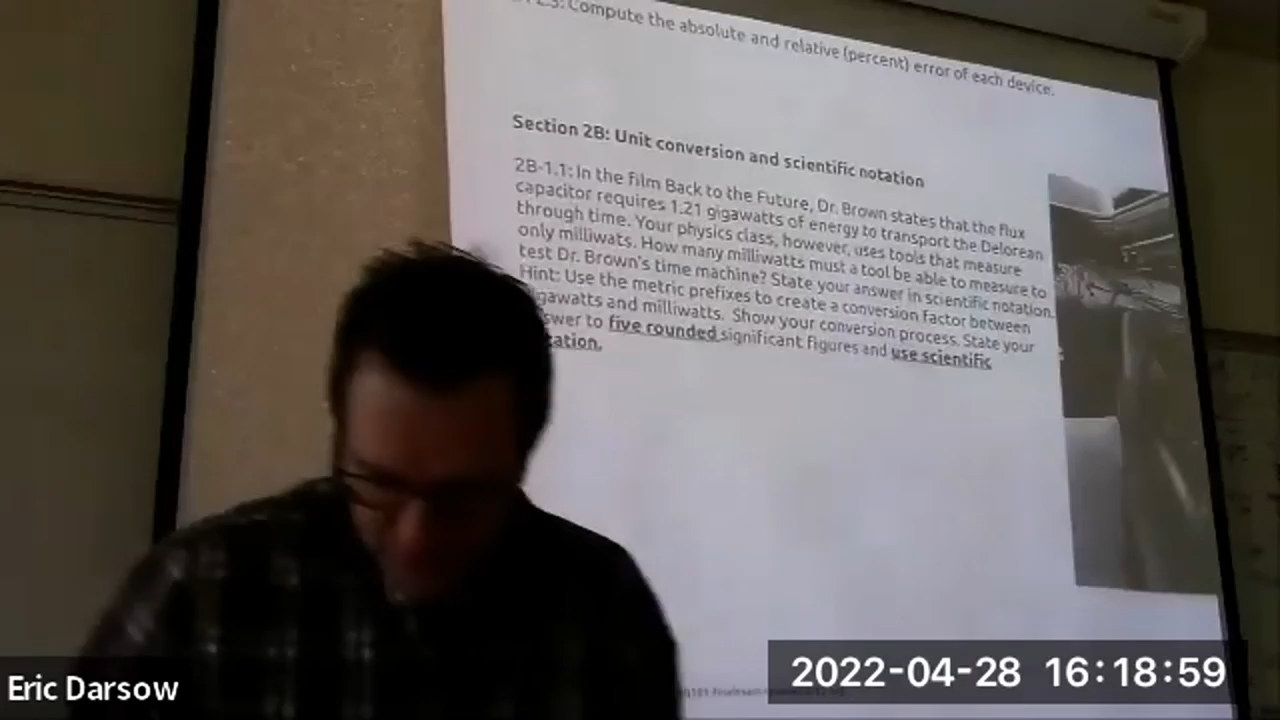 Compute the absolute and relative (percent) error of each device.
Section 2B: Unit conversion and scientific notation
2B-1.1: In the film Back to the Future, Dr. Brown states that the flux
capacitor requires 1.21 gigawatts of energy to transport the Delorean
through time. Your physics class, however, uses tools that measure
only milliwats. How many milliwatts must a tool be able to measure to
test Dr. Brown's time machine? State your answer in scientific notation.
Hint: Use the metric prefixes to create a conversion factor between
gawatts and milliwatts. Show your conversion process. State your
swer to five rounded significant figures and use scientific
tation.
Eric Darsow
2022-04-28 16:18:59